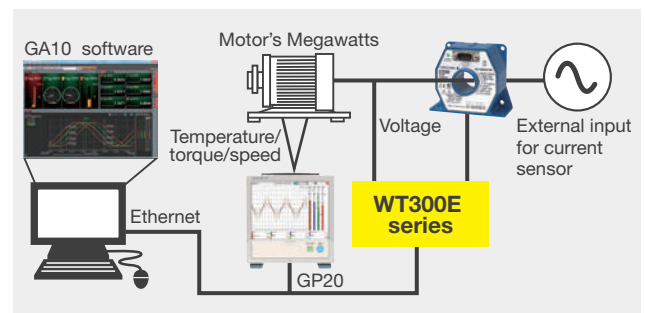 GA10 software
Motor's Megawatts
Temperature/
torque/speed
Voltage
External input
for current
sensor
WT300E
series
Ethernet
GP20